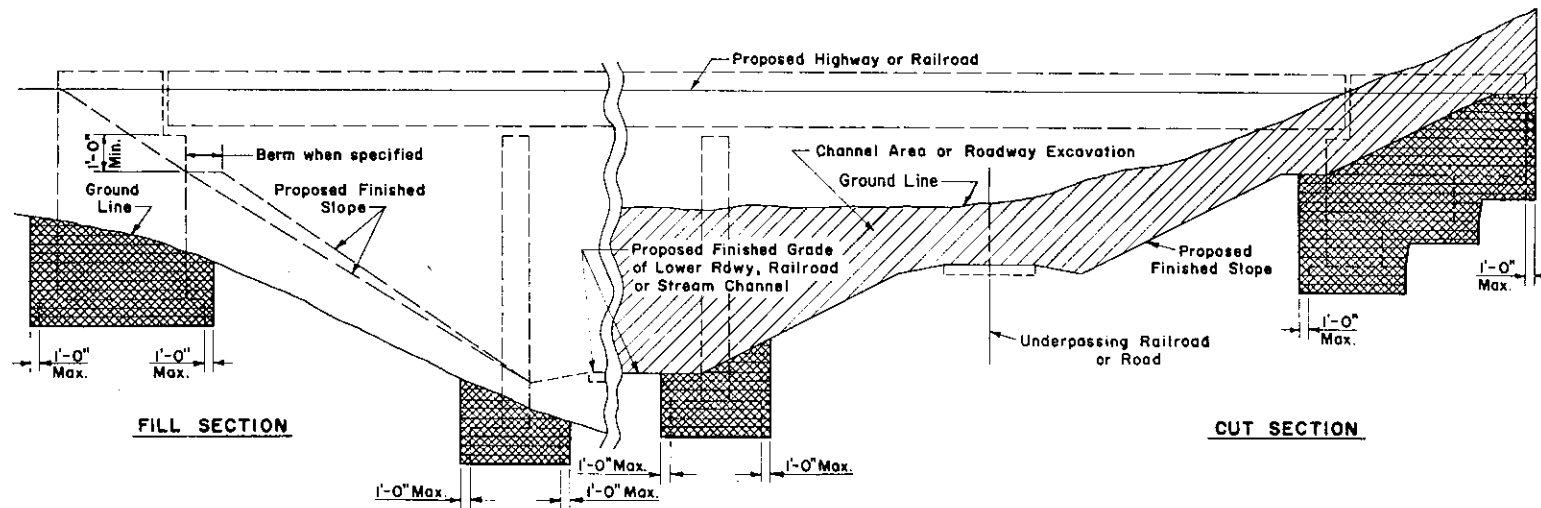 Proposed Highway or Railroad
1'-0"
Min.
Berm when specified
Channel Area or Roadway Excavation
Ground
Line
Proposed Finished
Slope
Ground Line
Proposed Finished Grade
of Lower Rdwy, Railroad
or Stream Channel
Proposed
Finished Slope
1'-0"
Max.
1'-0"
Max.
1'-0"
Max.
1'-0"
Max.
Underpassing Railroad
or Road
FILL SECTION
CUT SECTION
1'-0" Max.
1'-0" Max.
1'-0" Max.
1'-0" Max.